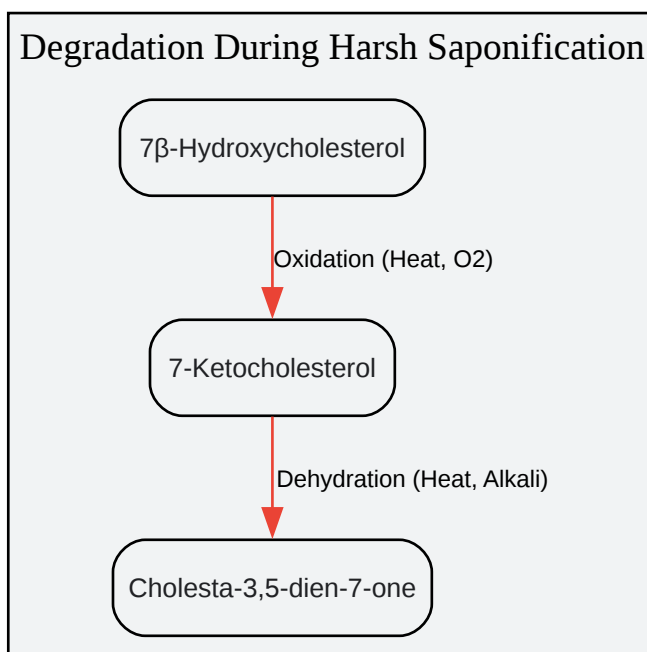 Degradation During Harsh Saponification
7β-Hydroxycholesterol
Oxidation (Heat, O2)
7-Ketocholesterol
Dehydration (Heat, Alkali)
Cholesta-3,5-dien-7-one